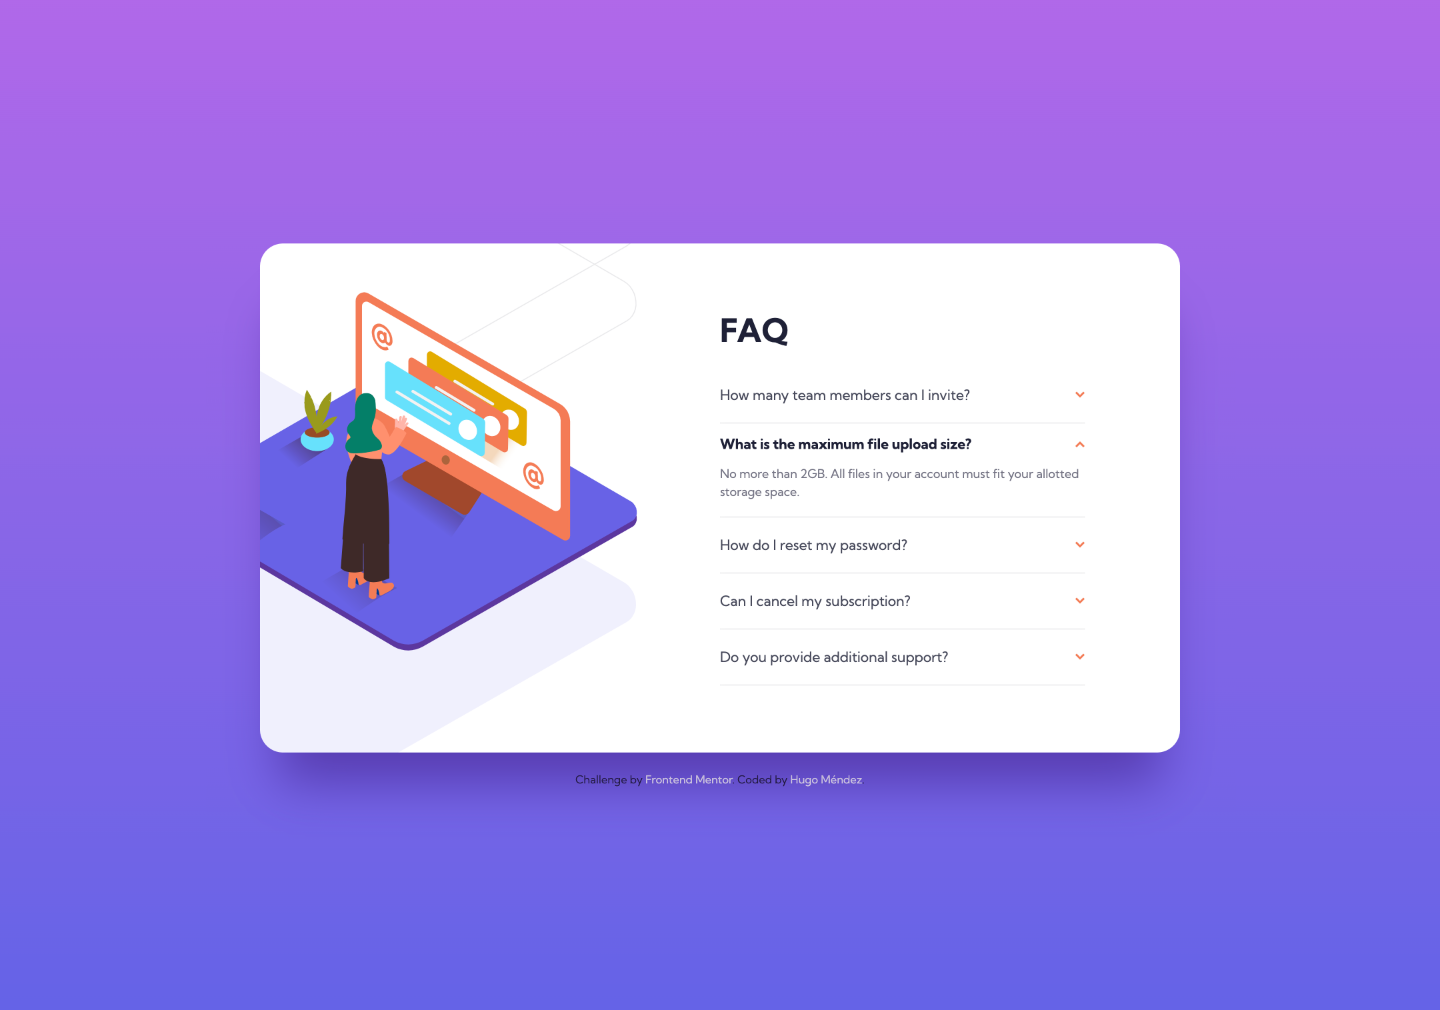 @
@
FAQ
How many team members can I invite?
What is the maximum file upload size?
No more than 2GB. All files in your account must fit your allotted
storage space.
How do I reset my password?
Can I cancel my subscription?
Do you provide additional support?
Challenge by Frontend Mentor Coded by Hugo Méndez